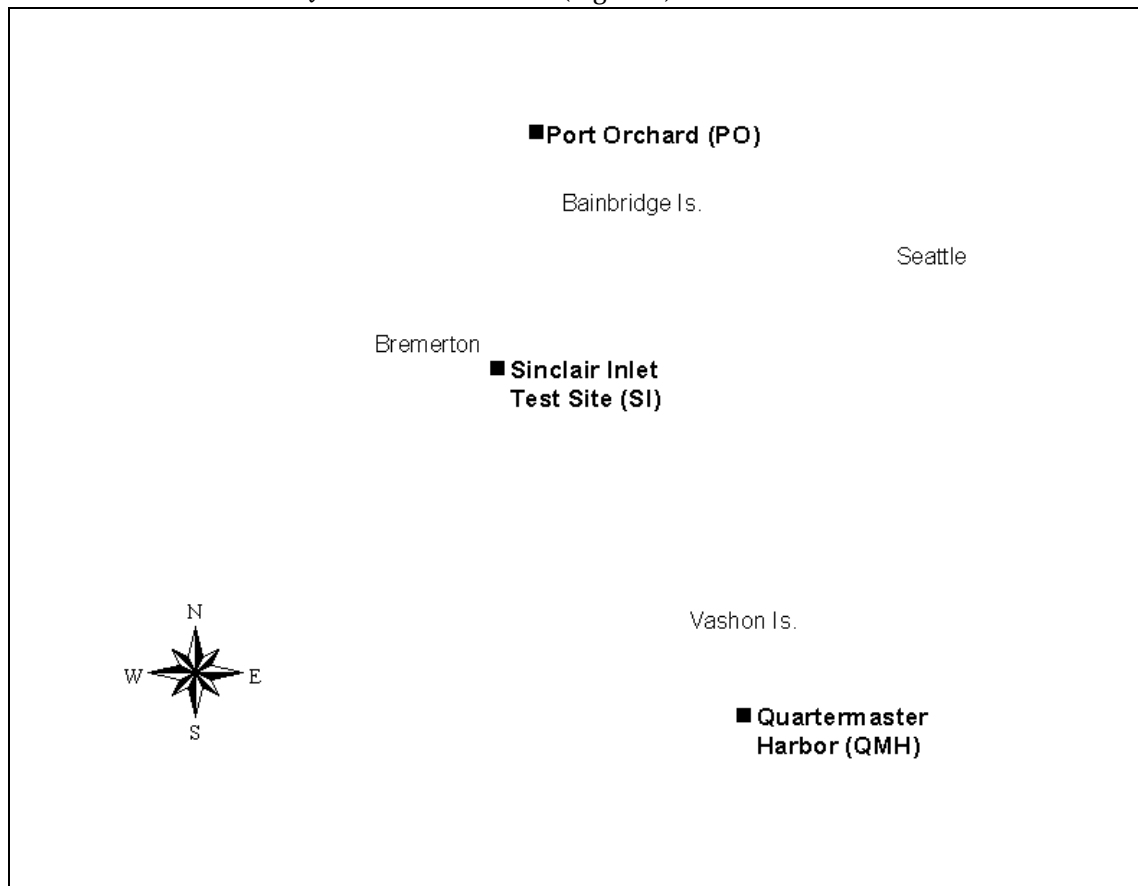 Port Orchard (PO)
Bainbridge Is.
Seattle
Bremerton
Sinclair Inlet
Test Site (SI)
N
W E
S
Vashon Is.
Quartermaster
Harbor (QMH)